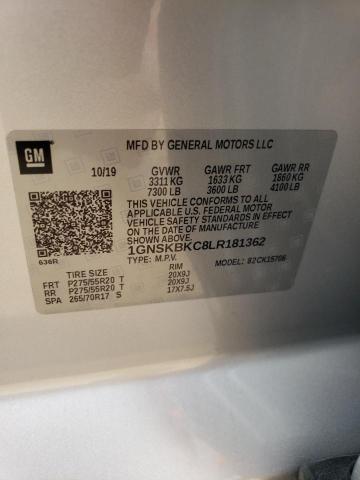 GM
MFD BY GENERAL MOTORS LLC
10/19 GVWR GAWR FRT GAWR RR
3311 KG 1633 KG 1860 KG
7300 LB 3600 LB 4100 LB
THIS VEHICLE CONFORMS TO ALL
APPLICABLE U.S. FEDERAL MOTOR
VEHICLE SAFETY STANDARDS IN EFFECT
ON THE DATE OF MANUFACTURE
SHOWN ABOVE.
1GNSKBKC8LR181362
636R
TYPE: M.P.V. MODEL: 82CK15706
TIRE SIZE RIM
FRT P275/55R20 T 20X9J
RR P275/55R20 T 20X9J
SPA 265/70R17 S 17X7.5J